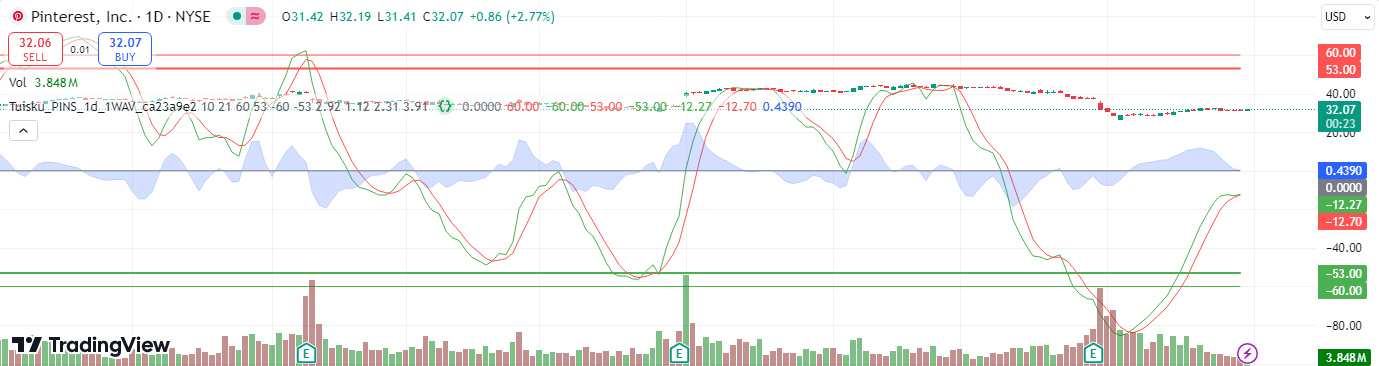 Pinterest, Inc. · 1D · NYSE ≈ O31.42 H32.19 L31.41 C32.07 +0.86 (+2.77%)
USD
32.06
SELL
0.01
32.07
BUY
Vol 3.848M
Tuisku_PINS_1d_1WAV_ca23a9e2 10 21 60 53 -60 -53 2.92 1.12 2.31 3.91 {} 0.0000 60.00 −60.00 53.00 −53.00 −12.27 −12.70 0.4390
60.00
53.00
40.00
32.07
00:23
20.00
0.4390
0.0000
−12.27
−12.70
−40.00
−53.00
−60.00
−80.00
3.848M
TradingView
E
E
E